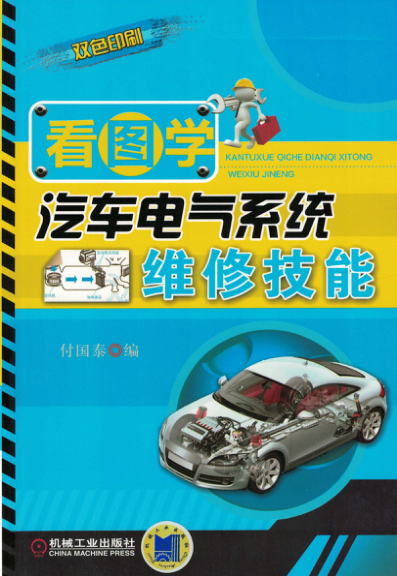 双色印刷
看图学
KANTUXUE QICHE DIANQI XITONG
WEIXIU JINENG
汽车电气系统
维修技能
付国泰 编
机械工业出版社
CHINA MACHINE PRESS